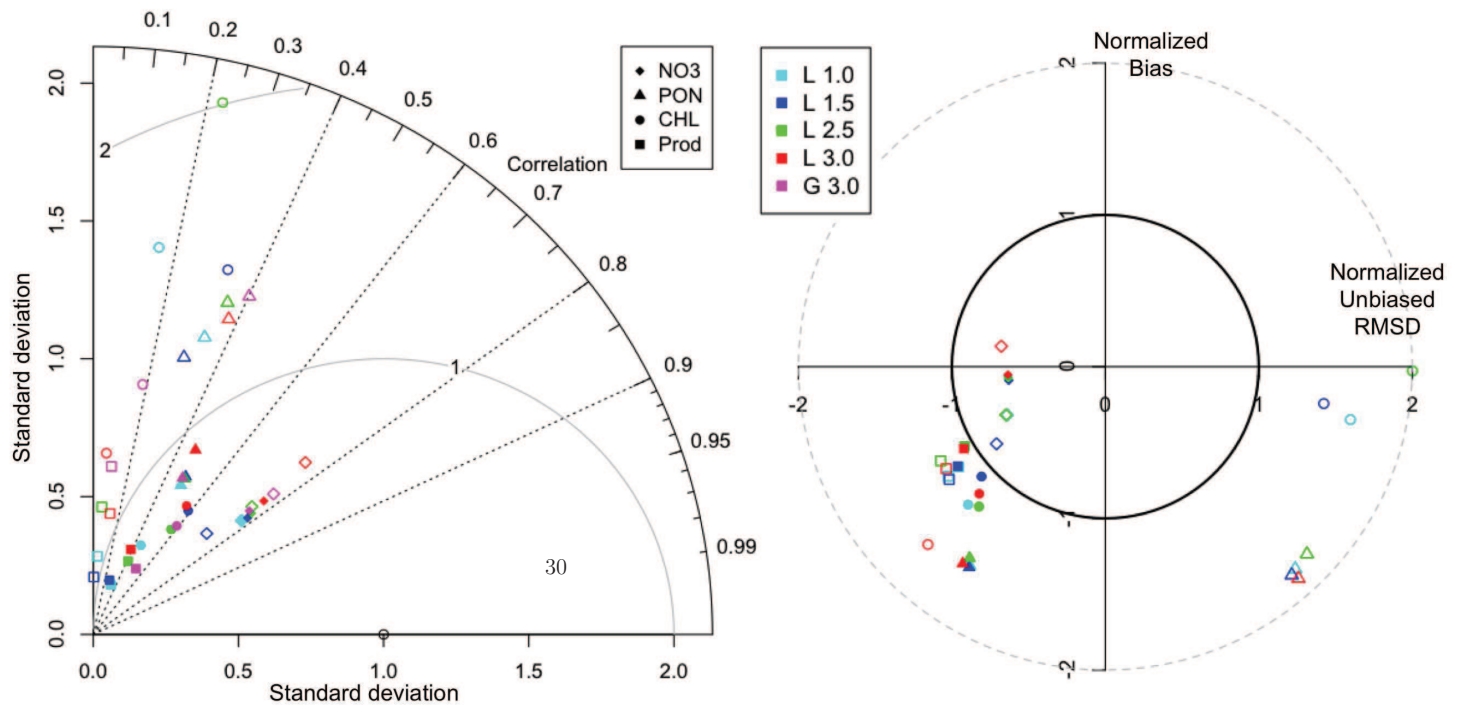 0.1
0.2
0.3
0.4
0.5
0.6
Correlation
0.7
0.8
0.9
0.95
0.99
Standard deviation
2.0
1.5
1.0
0.5
0.0
2
1
30
0.0
0.5
1.0
1.5
2.0
Standard deviation
NO3
PON
CHL
Prod
L 1.0
L 1.5
L 2.5
L 3.0
G 3.0
Normalized
Bias
2
1
0
-1
-2
Normalized
Unbiased
RMSD
-2
-1
0
1
2